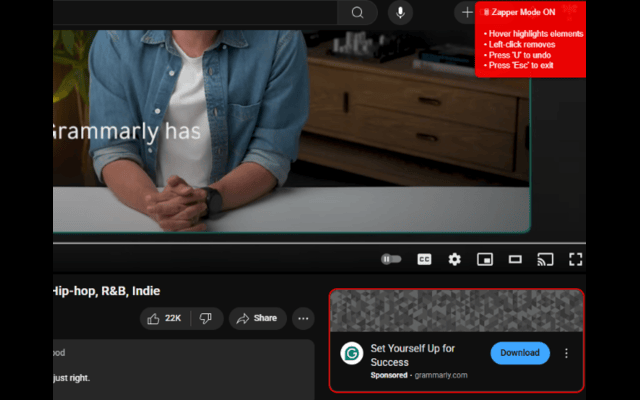 Zapper Mode ON
• Hover highlights elements
• Left-click removes
• Press 'U' to undo
• Press 'Esc' to exit
Grammarly has
CC
Hip-hop, R&B, Indie
22K
Share
ood
just right.
Set Yourself Up for
Success
Sponsored · grammarly.com
Download